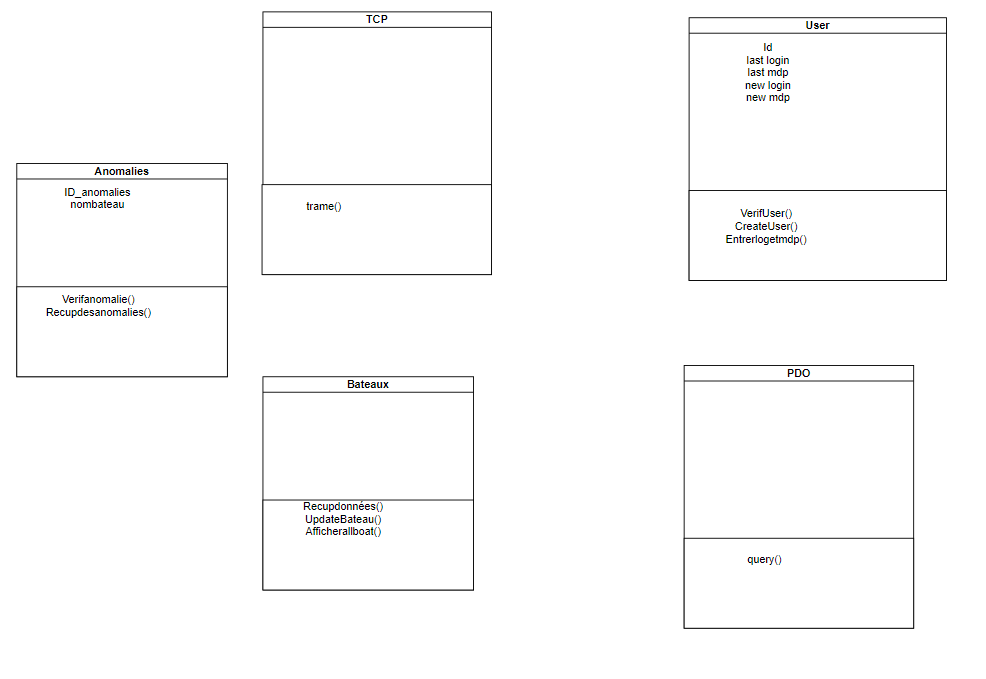 TCP
trame()
User
Id
last login
last mdp
new login
new mdp
VerifUser()
CreateUser()
Entrerlogetmdp()
Anomalies
ID_anomalies
nombateau
Verifanomalie()
Recupdesanomalies()
Bateaux
Recupdonnées()
UpdateBateau()
Afficherallboat()
PDO
query()